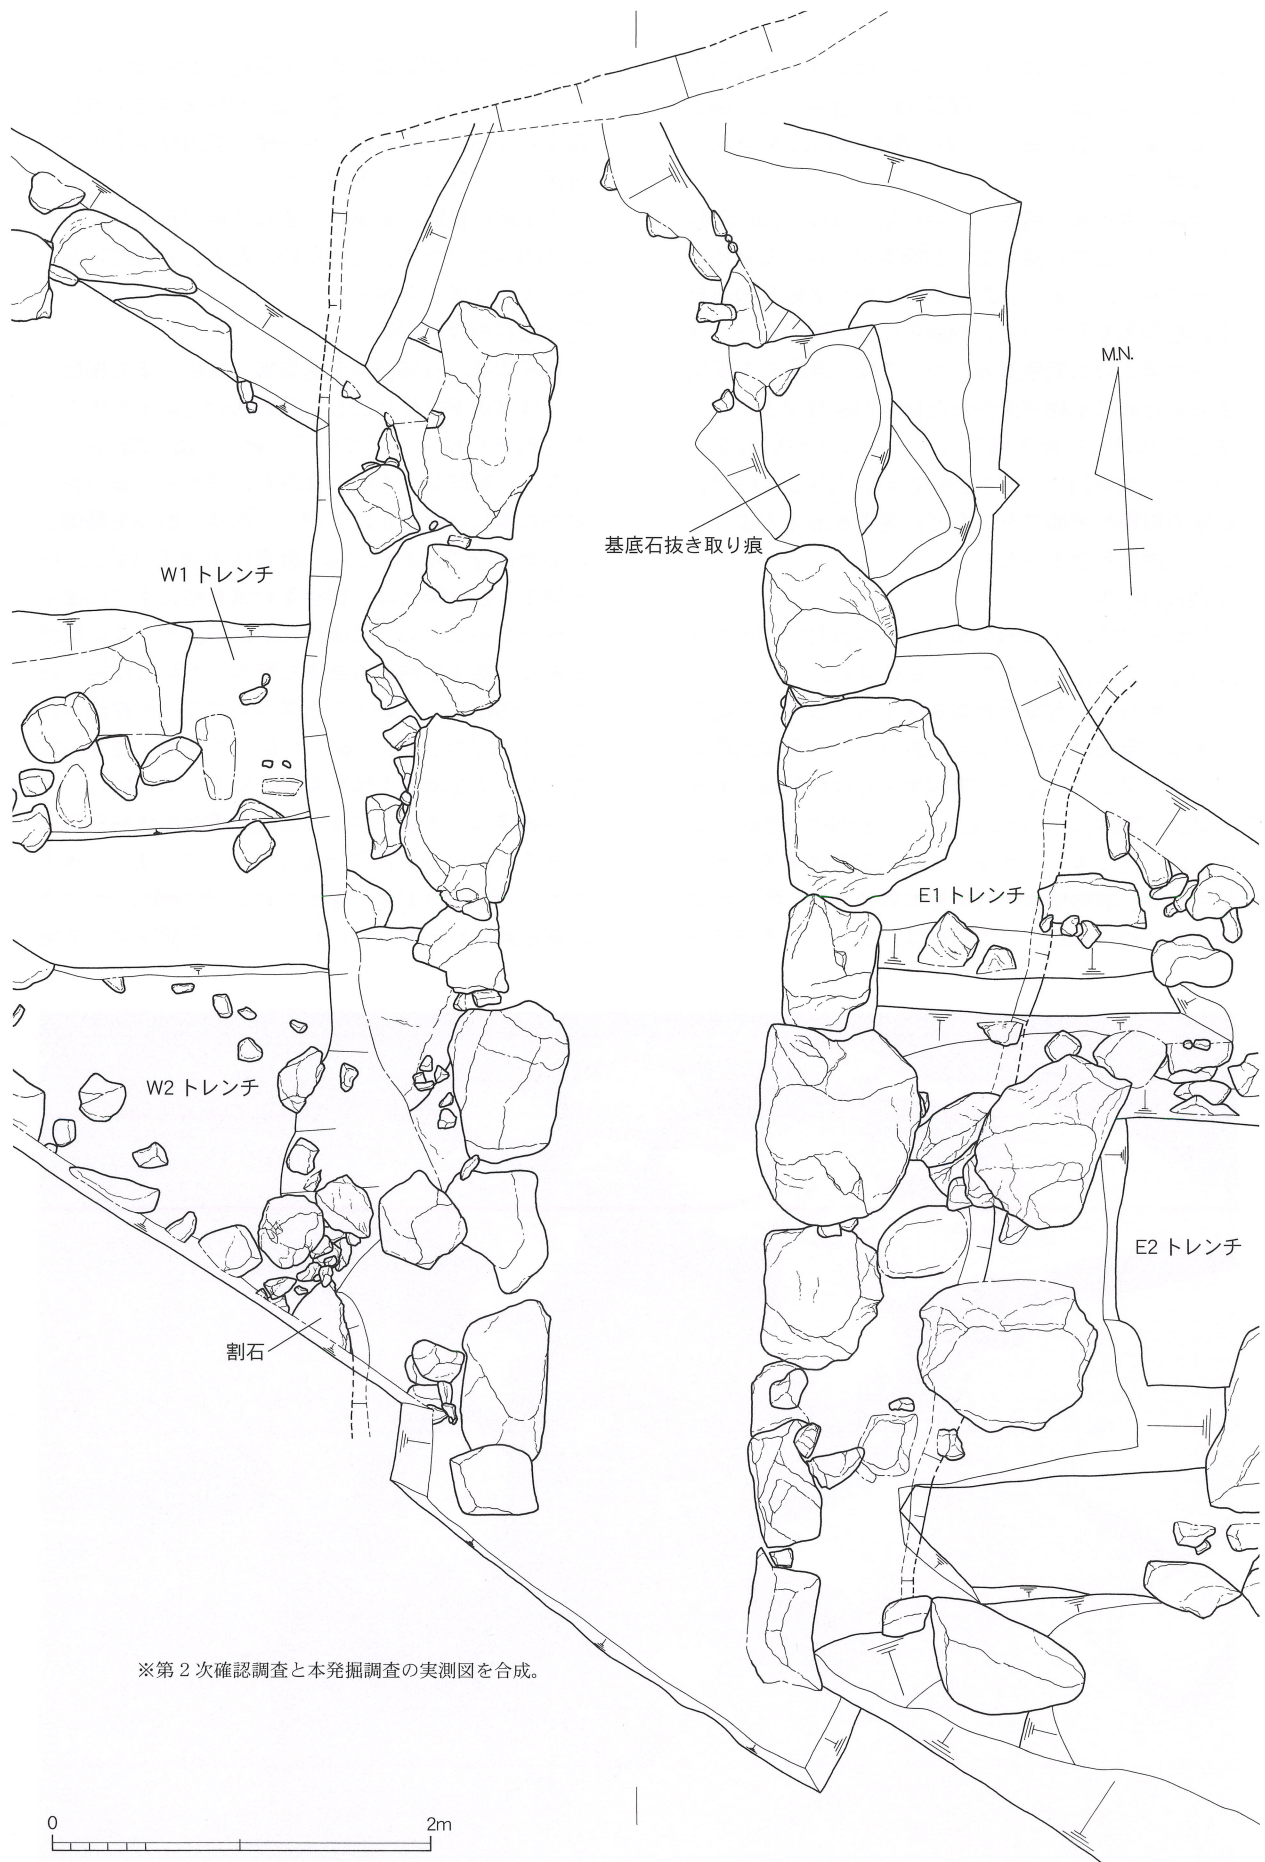 M.N.
基底石抜き取り痕
W1 トレンチ
E1 トレンチ
W2 トレンチ
E2 トレンチ
割石
※第2次確認調査と本発掘調査の実測図を合成。
0 2m